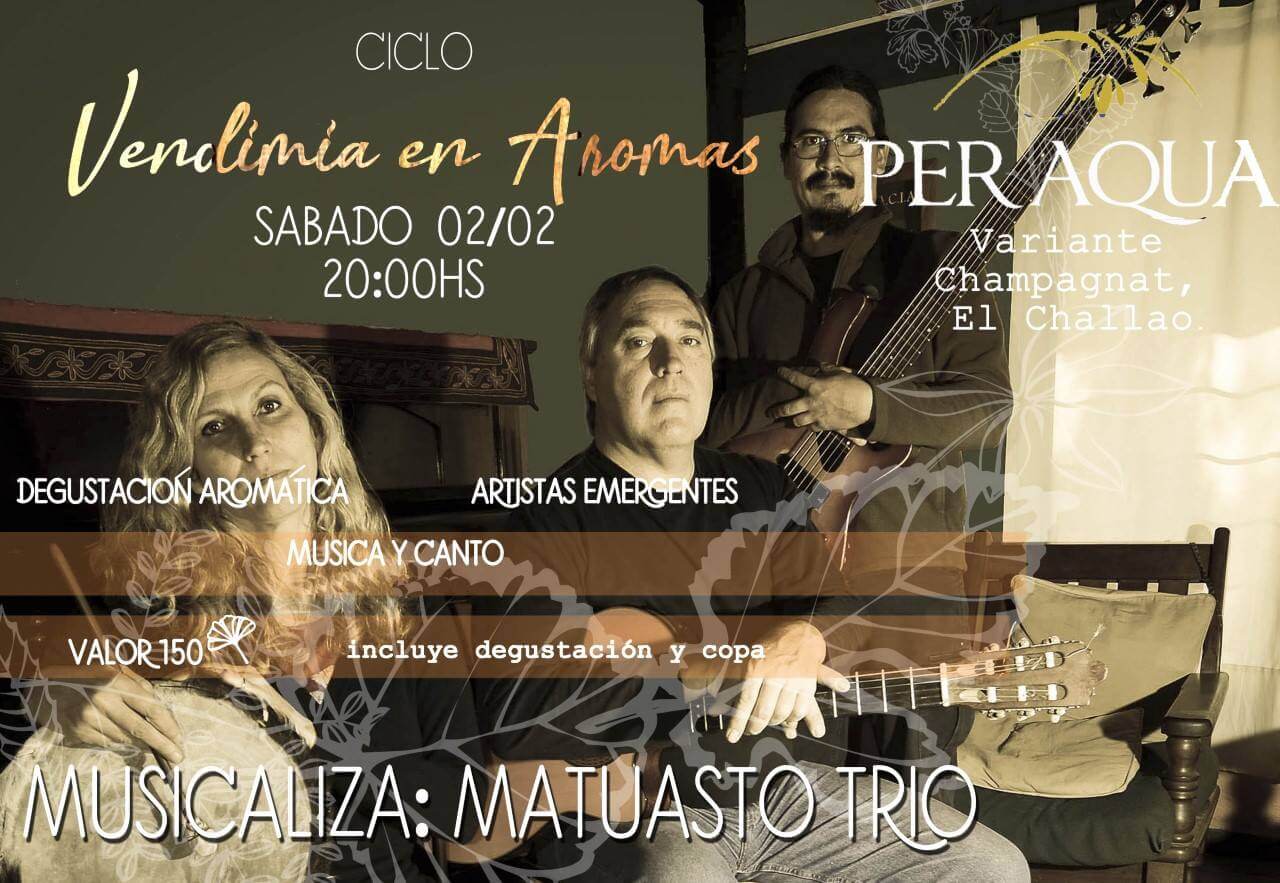 CICLO
Vendimia en Aromas
SABADO 02/02
20:00HS
PER AQUA
Variante
Champagnat,
El Challao.
DEGUSTACIÓN AROMÁTICA
ARTISTAS EMERGENTES
MUSICA Y CANTO
VALOR 150
incluye degustación y copa
MUSICALIZA: MATUASTO TRIO